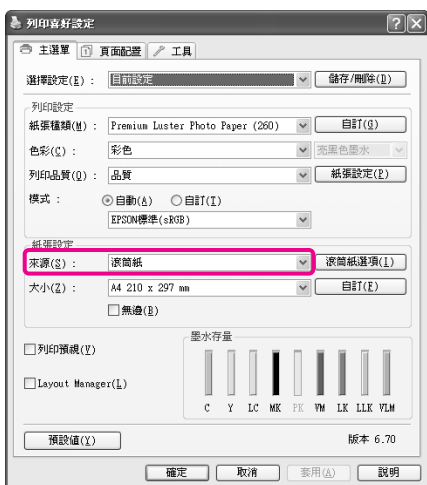 列印喜好設定
主選單 頁面配置 工具
選擇設定(E)： 目前設定 儲存/刪除(D)
列印設定
紙張種類(M)： Premium Luster Photo Paper (260) 自訂(G)
色彩(C)： 彩色 亮黑色墨水
列印品質(Q)： 品質 紙張設定(P)
模式： 自動(A) 自訂(I)
EPSON標準(sRGB)
紙張設定
來源(S)： 滾筒紙 滾筒紙選項(I)
大小(Z)： A4 210 x 297 mm 自訂(F)
無邊(B)
列印預視(V)
Layout Manager(L)
墨水存量
C Y LC MK PK VM LK LLK VLM
預設值(Y) 版本 6.70
確定 取消 套用(A) 說明